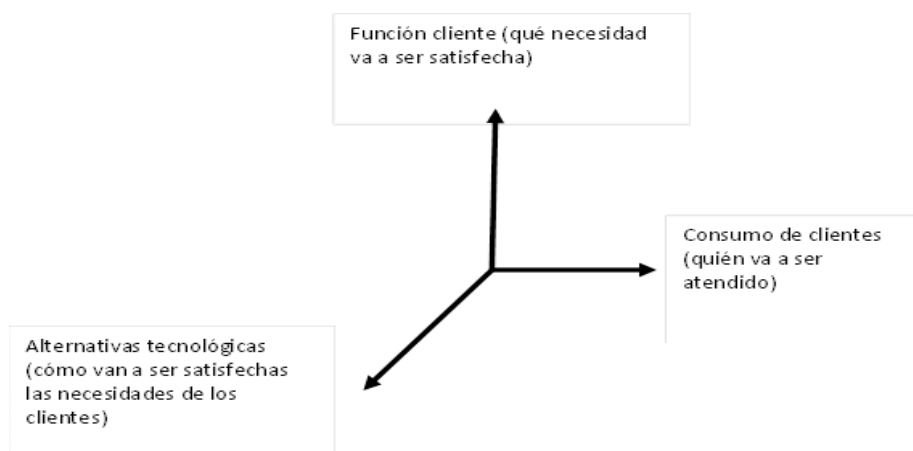 Función cliente (qué necesidad
va a ser satisfecha)
Consumo de clientes
(quién va a ser
atendido)
Alternativas tecnológicas
(cómo van a ser satisfechas
las necesidades de los
clientes)